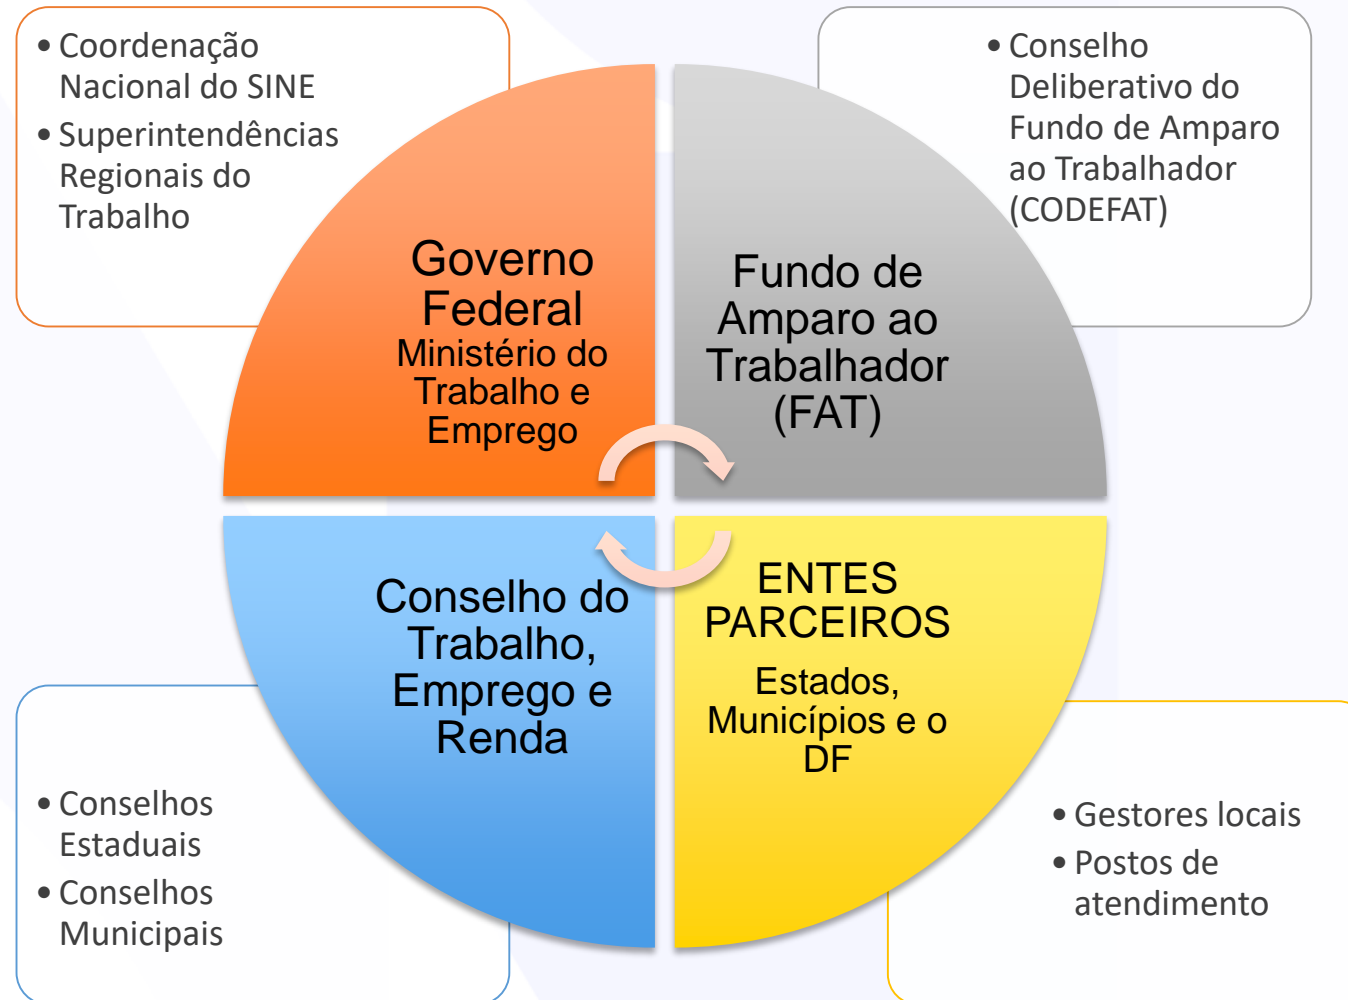 • Coordenação
Nacional do SINE
• Superintendências
Regionais do
Trabalho
Governo
Federal
Ministério do
Trabalho e
Emprego
• Conselho
Deliberativo do
Fundo de Amparo
ao Trabalhador
(CODEFAT)
Fundo de
Amparo ao
Trabalhador
(FAT)
Conselho do
Trabalho,
Emprego e
Renda
• Conselhos
Estaduais
• Conselhos
Municipais
ENTES
PARCEIROS
Estados,
Municípios e o
DF
• Gestores locais
• Postos de
atendimento